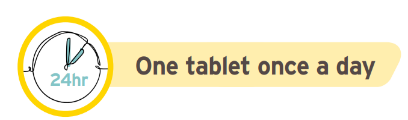 24hr
One tablet once a day